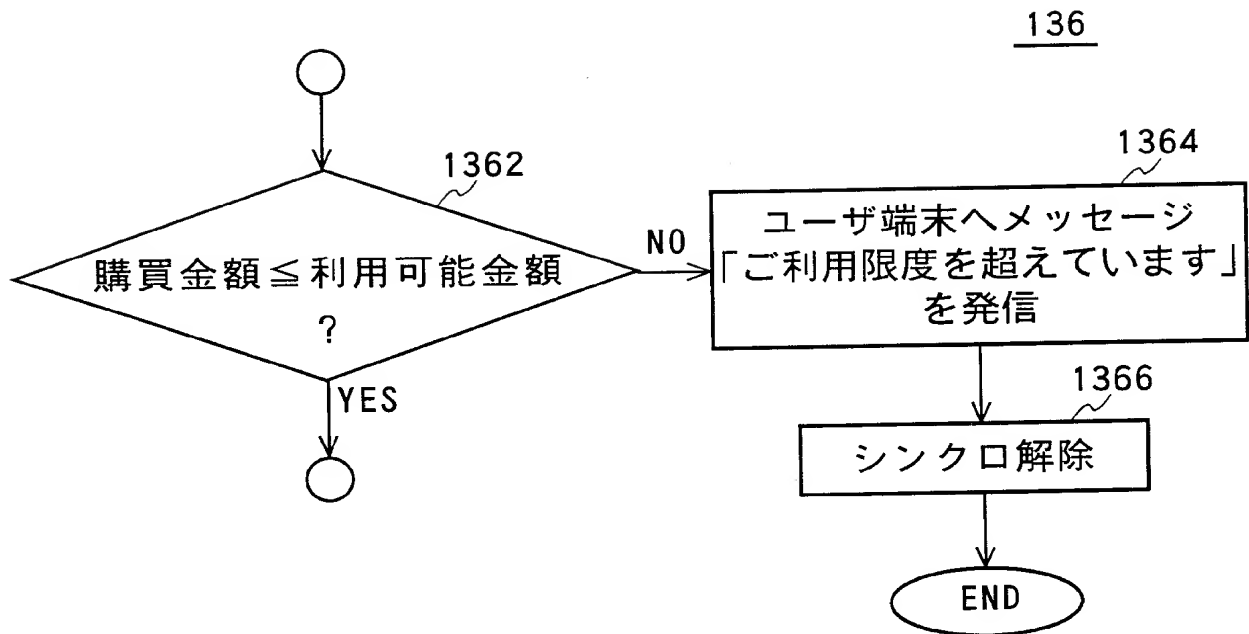 136
1362
購買金額≦利用可能金額
?
YES
NO
1364
ユーザ端末へメッセージ
「ご利用限度を超えています」
を発信
1366
シンクロ解除
END